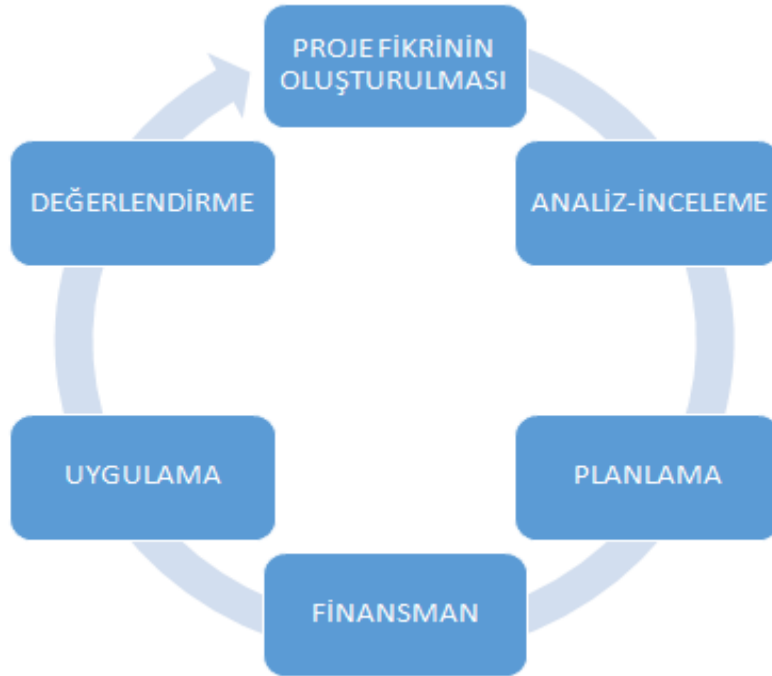 PROJE FİKRİNİN
OLUŞTURULMASI
ANALİZ-İNCELEME
PLANLAMA
FİNANSMAN
UYGULAMA
DEĞERLENDİRME